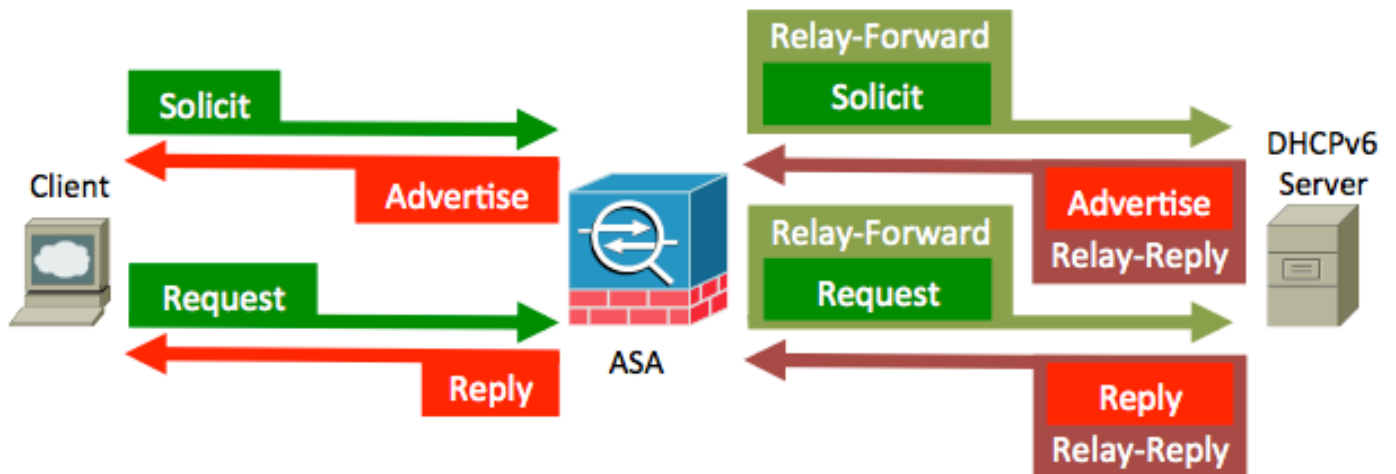 Relay-Forward
Solicit
Solicit
DHCPv6
Server
Client
Advertise
Advertise
Relay-Reply
Relay-Forward
Request
Request
ASA
Reply
Reply
Relay-Reply